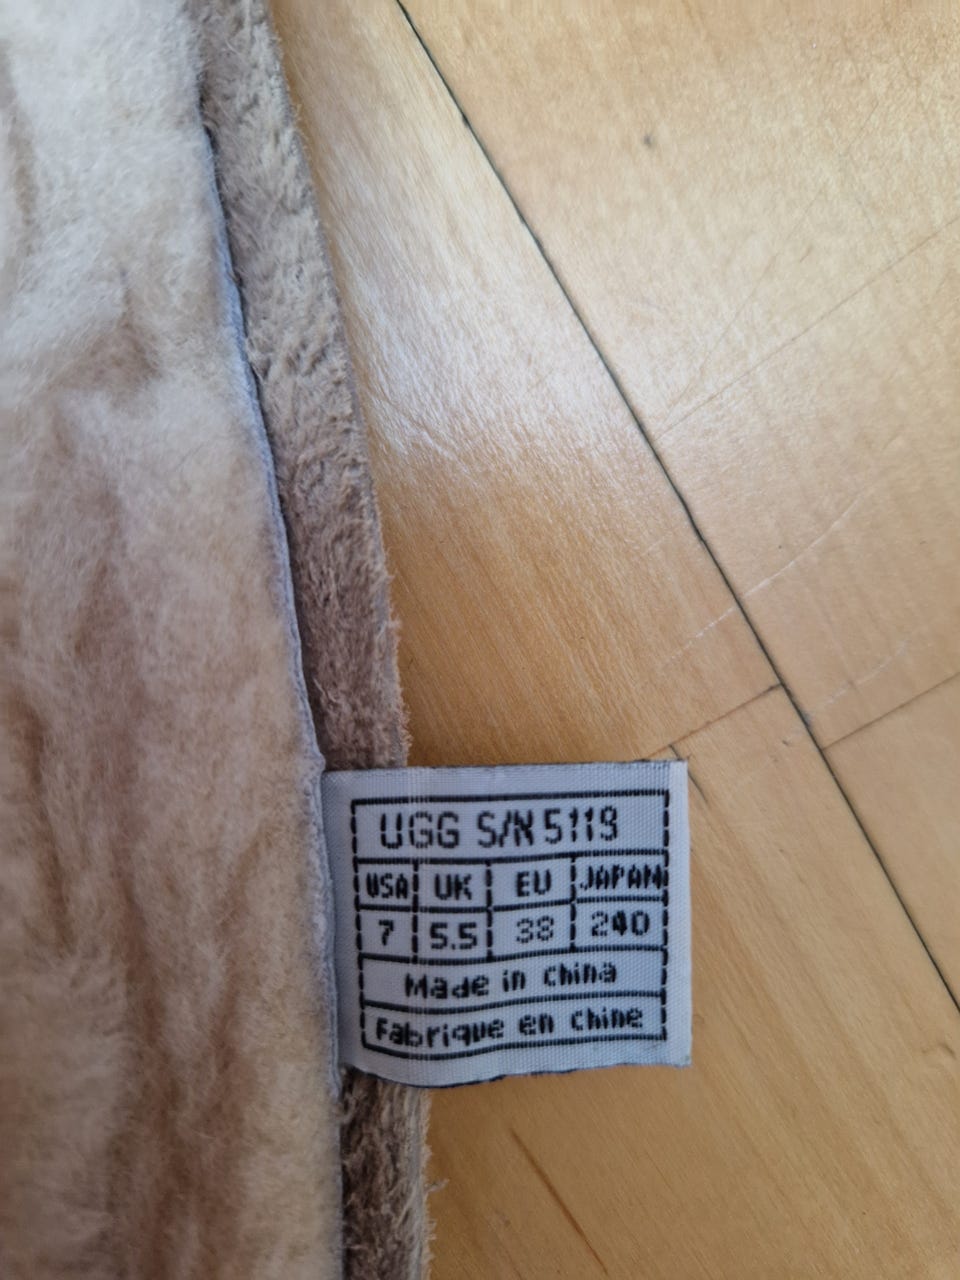 UGG S/N 5119
USA UK EU JAPAN
7 5.5 38 240
Made in china
Fabrique en chine